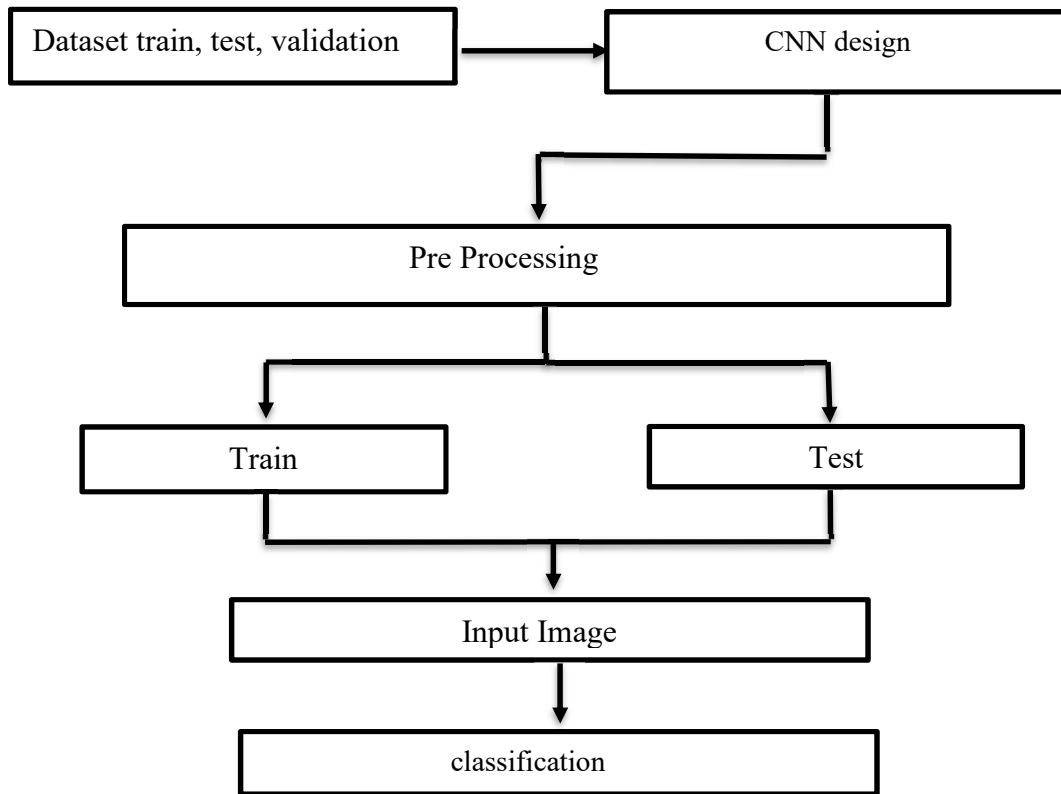 Dataset train, test, validation
CNN design
Pre Processing
Train
Test
Input Image
classification